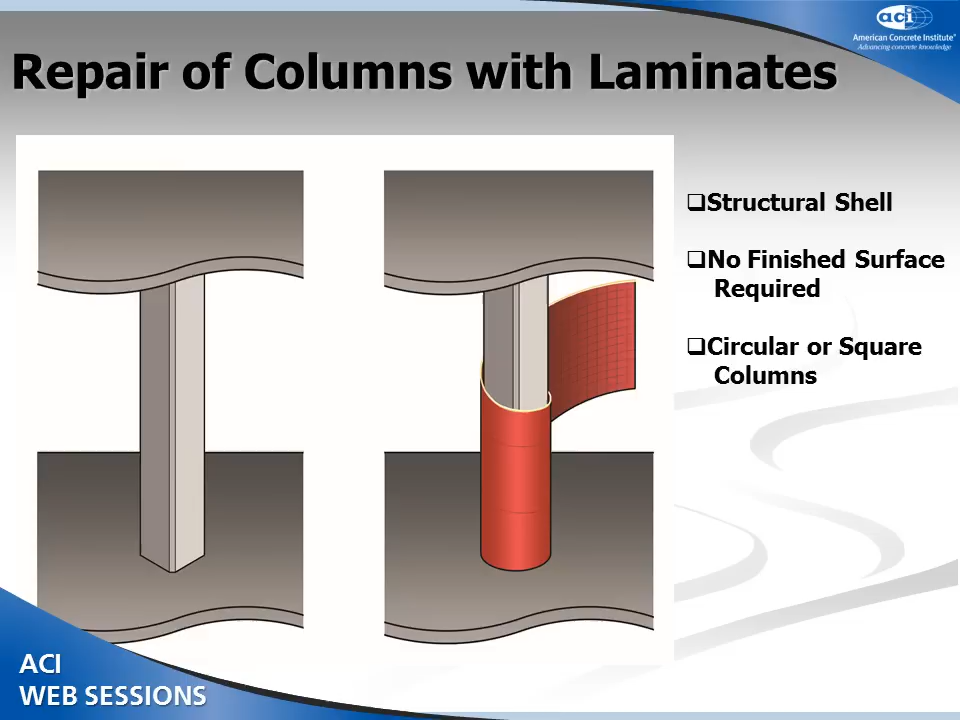 aci
American Concrete Institute®
Advancing concrete knowledge
Repair of Columns with Laminates
❑Structural Shell
❑No Finished Surface
Required
❑Circular or Square
Columns
ACI
WEB SESSIONS